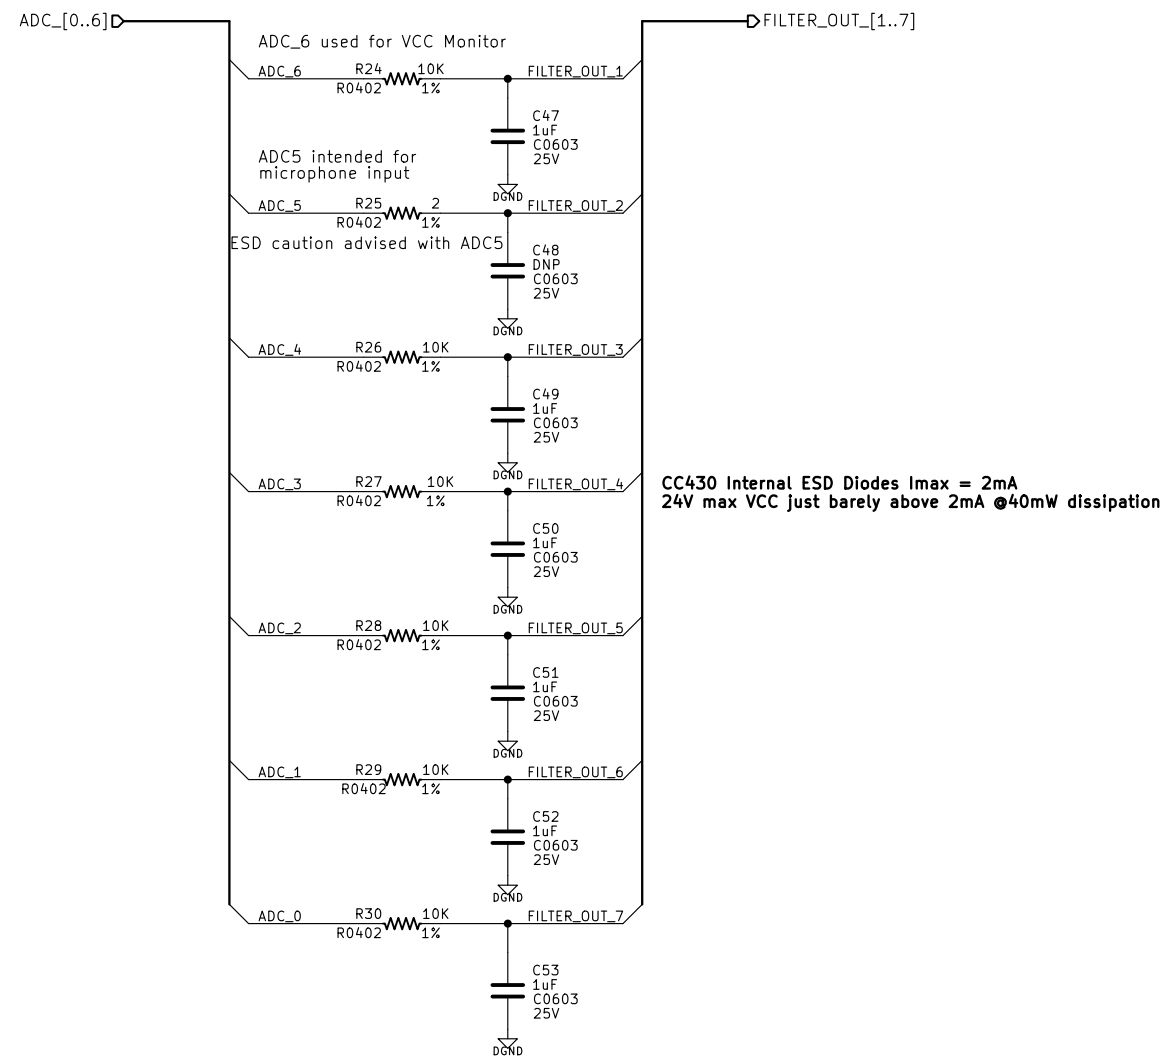 ADC_[0..6]
FILTER_OUT_[1..7]
ADC_6 used for VCC Monitor
ADC_6 R24 10K FILTER_OUT_1
R0402 1%
C47
1uF
C0603
25V
DGND
ADC5 intended for
microphone input
ADC_5 R25 2 FILTER_OUT_2
R0402 1%
ESD caution advised with ADC5
C48
DNP
C0603
25V
DGND
ADC_4 R26 10K FILTER_OUT_3
R0402 1%
C49
1uF
C0603
25V
DGND
ADC_3 R27 10K FILTER_OUT_4
R0402 1%
CC430 Internal ESD Diodes Imax = 2mA
24V max VCC just barely above 2mA @40mW dissipation
C50
1uF
C0603
25V
DGND
ADC_2 R28 10K FILTER_OUT_5
R0402 1%
C51
1uF
C0603
25V
DGND
ADC_1 R29 10K FILTER_OUT_6
R0402 1%
C52
1uF
C0603
25V
DGND
ADC_0 R30 10K FILTER_OUT_7
R0402 1%
C53
1uF
C0603
25V
DGND